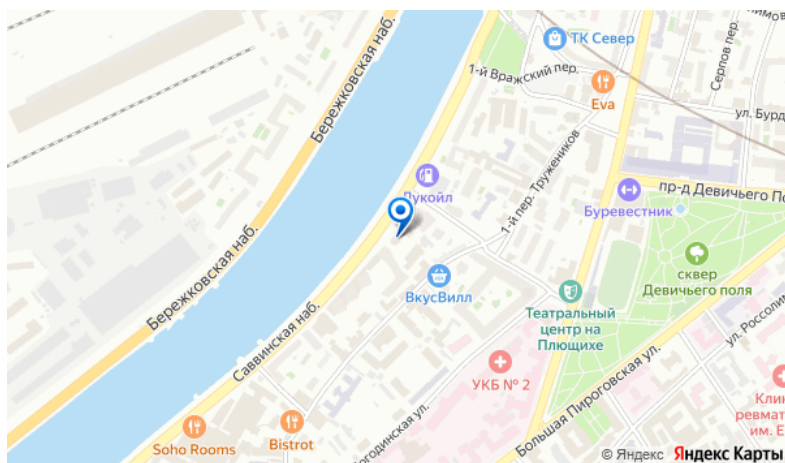 Бережковская наб.
ТК Север
1-й Вражский пер.
Серпов пер.
Eva
ул. Бурд
1-й пер. Тружеников
Лукойл
пр-д Девичьего По
Буревестник
сквер
Девичьего поля
Бережковская наб.
ВкусВилл
Театральный
центр на
Плющихе
ул. Россоли
Саввинская наб.
УКБ № 2
Большая Пироговская ул.
Клин
ревмат
им. Е
Soho Rooms
Bistrot
огодинская ул.
© Яндекс Яндекс Карты